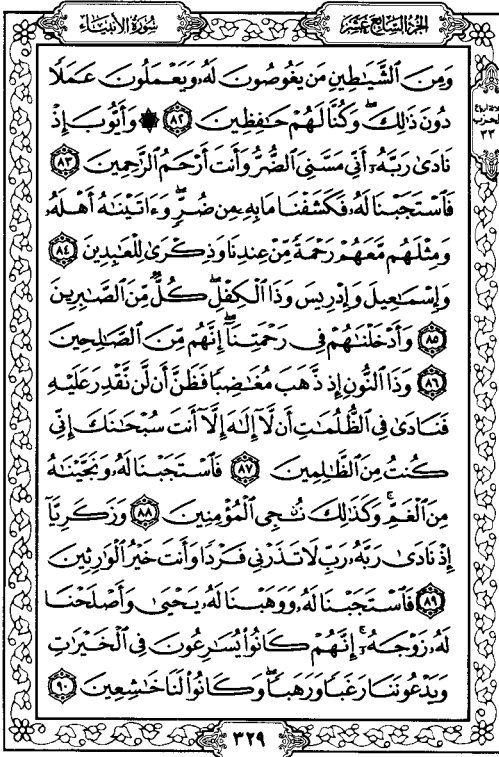 الجزء السابع عشر
سورة الأنبياء
وَمِنَ ٱلشَّيَٰطِينِ مَن يَغُوصُونَ لَهُۥ وَيَعْمَلُونَ عَمَلًا
دُونَ ذَٰلِكَ ۖ وَكُنَّا لَهُمْ حَٰفِظِينَ ٨٢ ۞ وَأَيُّوبَ إِذْ
نَادَىٰ رَبَّهُۥٓ أَنِّى مَسَّنِىَ ٱلضُّرُّ وَأَنتَ أَرْحَمُ ٱلرَّٰحِمِينَ ٨٣
فَٱسْتَجَبْنَا لَهُۥ فَكَشَفْنَا مَا بِهِۦ مِن ضُرٍّ ۖ وَءَاتَيْنَٰهُ أَهْلَهُۥ
وَمِثْلَهُم مَّعَهُمْ رَحْمَةً مِّنْ عِندِنَا وَذِكْرَىٰ لِلْعَٰبِدِينَ ٨٤
وَإِسْمَٰعِيلَ وَإِدْرِيسَ وَذَا ٱلْكِفْلِ ۖ كُلٌّ مِّنَ ٱلصَّٰبِرِينَ
٨٥ وَأَدْخَلْنَٰهُمْ فِى رَحْمَتِنَآ ۖ إِنَّهُم مِّنَ ٱلصَّٰلِحِينَ
٨٦ وَذَا ٱلنُّونِ إِذ ذَّهَبَ مُغَٰضِبًا فَظَنَّ أَن لَّن نَّقْدِرَ عَلَيْهِ
فَنَادَىٰ فِى ٱلظُّلُمَٰتِ أَن لَّآ إِلَٰهَ إِلَّآ أَنتَ سُبْحَٰنَكَ إِنِّى
كُنتُ مِنَ ٱلظَّٰلِمِينَ ٨٧ فَٱسْتَجَبْنَا لَهُۥ وَنَجَّيْنَٰهُ
مِنَ ٱلْغَمِّ ۚ وَكَذَٰلِكَ نُۨجِى ٱلْمُؤْمِنِينَ ٨٨ وَزَكَرِيَّآ
إِذْ نَادَىٰ رَبَّهُۥ رَبِّ لَا تَذَرْنِى فَرْدًا وَأَنتَ خَيْرُ ٱلْوَٰرِثِينَ
٨٩ فَٱسْتَجَبْنَا لَهُۥ وَوَهَبْنَا لَهُۥ يَحْيَىٰ وَأَصْلَحْنَا
لَهُۥ زَوْجَهُۥٓ ۚ إِنَّهُمْ كَانُوا۟ يُسَٰرِعُونَ فِى ٱلْخَيْرَٰتِ
وَيَدْعُونَنَا رَغَبًا وَرَهَبًا ۖ وَكَانُوا۟ لَنَا خَٰشِعِينَ ٩٠
الحزب
٣٣
٣٢٩